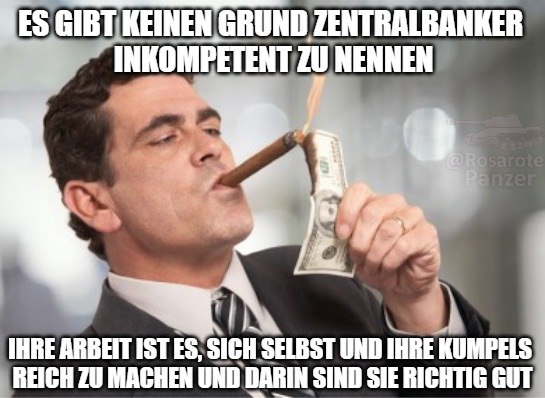 ES GIBT KEINEN GRUND ZENTRALBANKER
INKOMPETENT ZU NENNEN
@Rosarote
Panzer
IHRE ARBEIT IST ES, SICH SELBST UND IHRE KUMPELS
REICH ZU MACHEN UND DARIN SIND SIE RICHTIG GUT